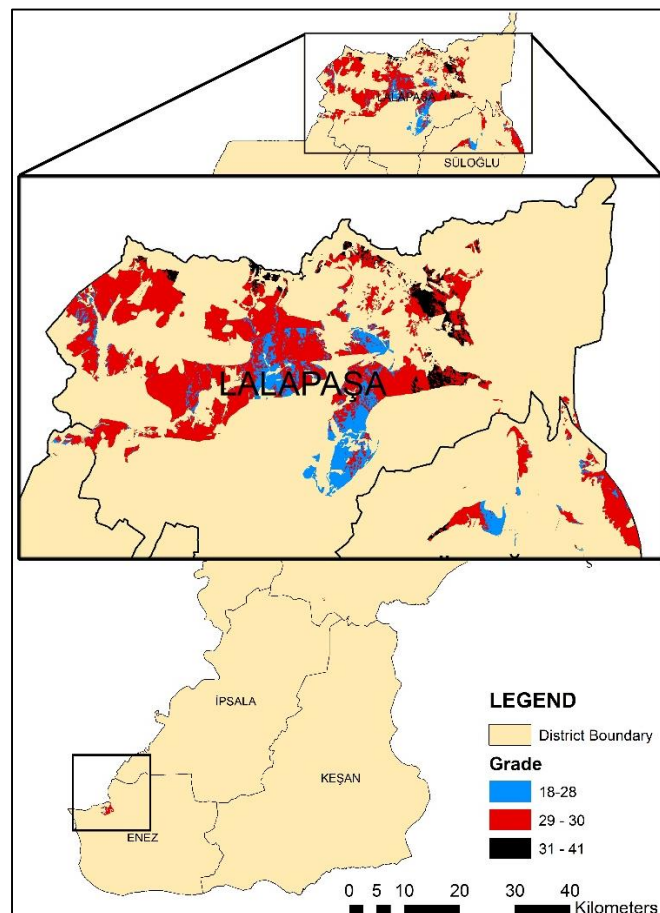 LALAPAŞA
SÜLOĞLU
LALAPAŞA
İPSALA
KEŞAN
ENEZ
LEGEND
District Boundary
Grade
18-28
29 - 30
31 - 41
0 5 10 20 30 40
Kilometers